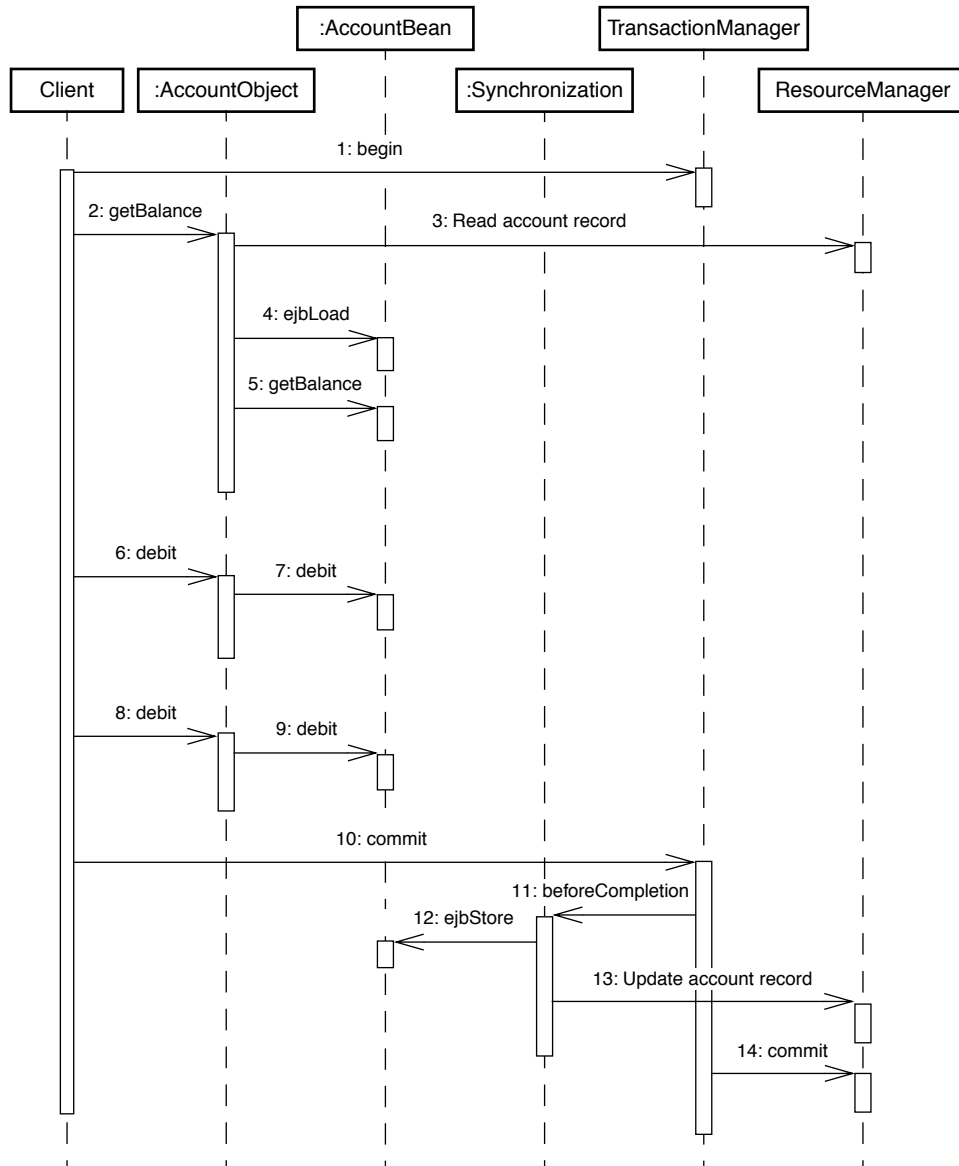 :AccountBean
TransactionManager
Client
:AccountObject
:Synchronization
ResourceManager
1: begin
2: getBalance
3: Read account record
4: ejbLoad
5: getBalance
6: debit
7: debit
8: debit
9: debit
10: commit
11: beforeCompletion
12: ejbStore
13: Update account record
14: commit